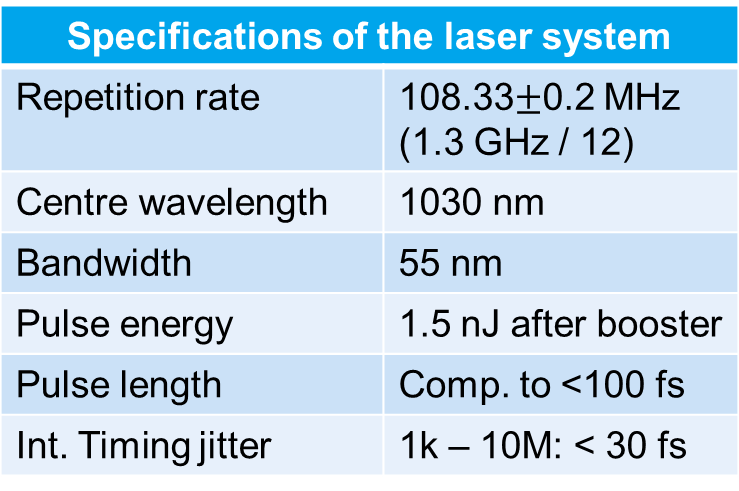 Specifications of the laser system
Repetition rate 108.33±0.2 MHz
(1.3 GHz / 12)
Centre wavelength 1030 nm
Bandwidth 55 nm
Pulse energy 1.5 nJ after booster
Pulse length Comp. to <100 fs
Int. Timing jitter 1k – 10M: < 30 fs